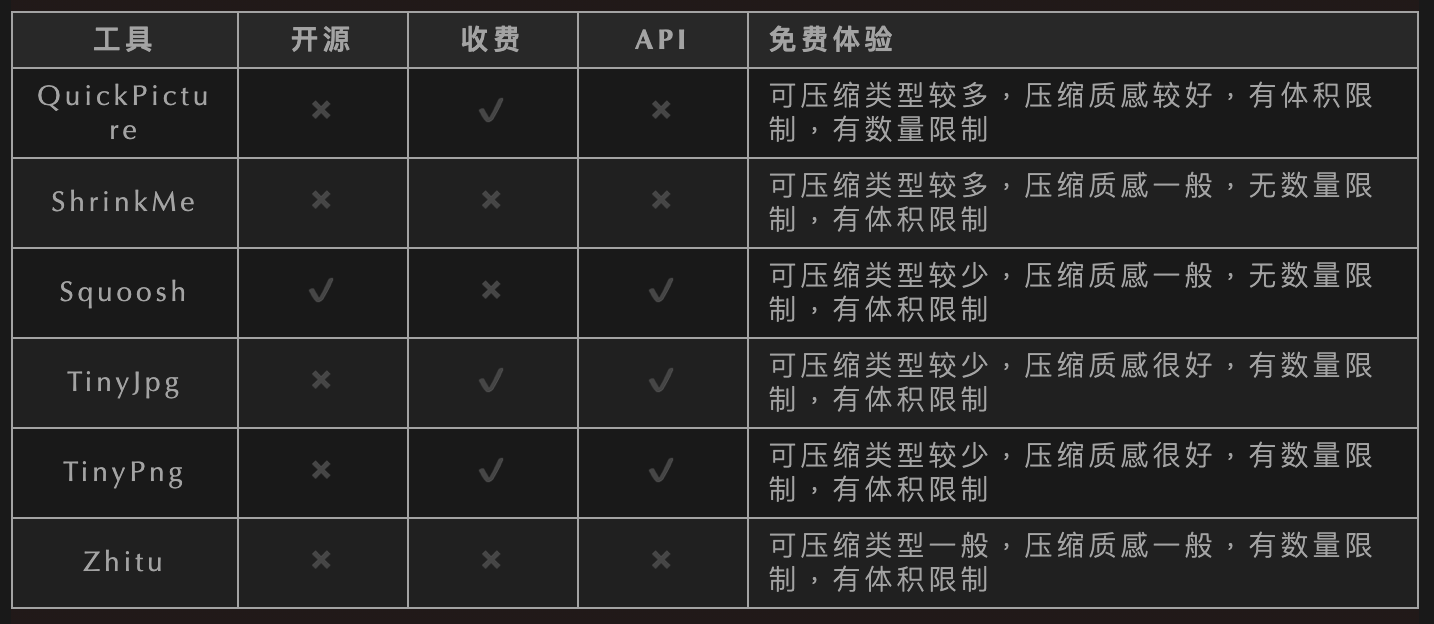 工具 开源 收费 API 免费体验
QuickPictu
re
✖ ✔ ✖
可压缩类型较多，压缩质感较好，有体积限
制，有数量限制
ShrinkMe ✖ ✖ ✖
可压缩类型较多，压缩质感一般，无数量限
制，有体积限制
Squoosh ✔ ✖ ✔
可压缩类型较少，压缩质感一般，无数量限
制，有体积限制
TinyJpg ✖ ✔ ✔
可压缩类型较少，压缩质感很好，有数量限
制，有体积限制
TinyPng ✖ ✔ ✔
可压缩类型较少，压缩质感很好，有数量限
制，有体积限制
Zhitu ✖ ✖ ✖
可压缩类型一般，压缩质感一般，有数量限
制，有体积限制